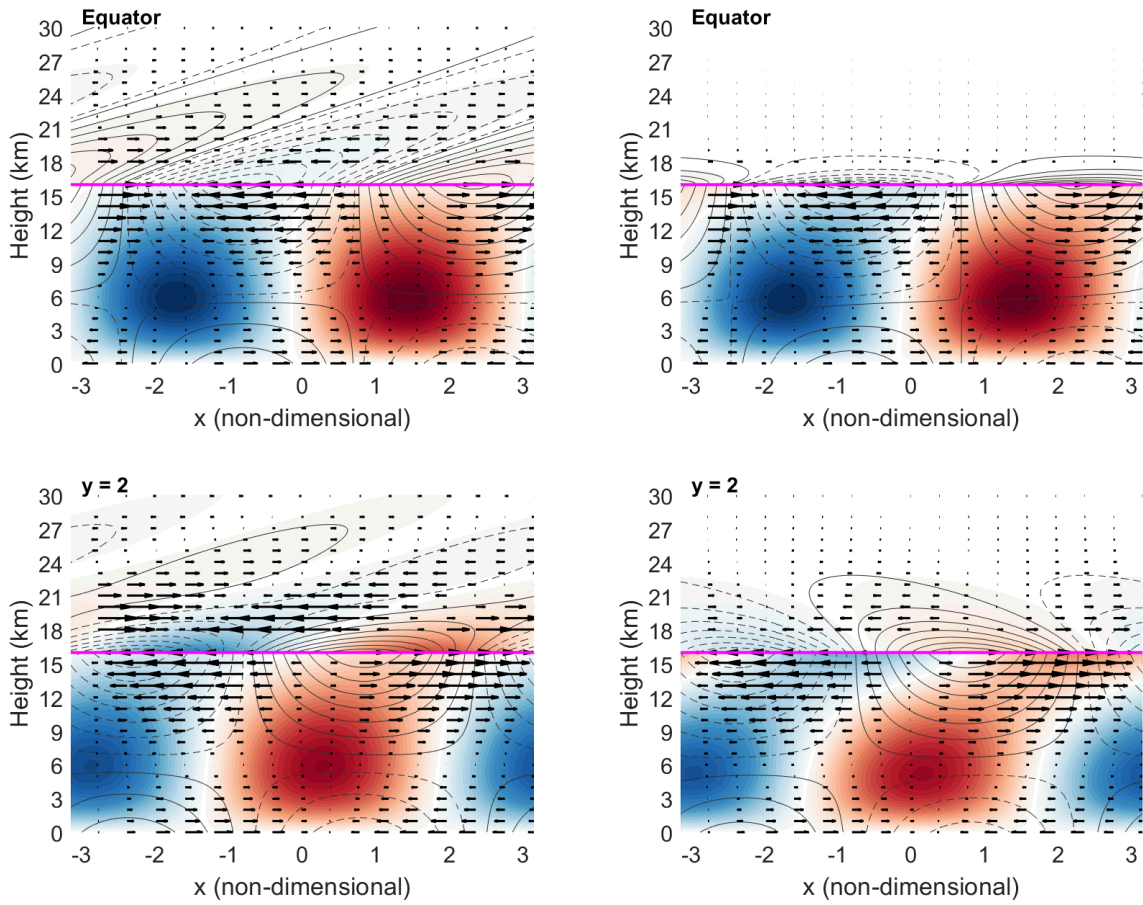 Equator
30
27
24
21
18
15
12
9
6
3
0
Height (km)
-3 -2 -1 0 1 2 3
x (non-dimensional)
Equator
30
27
24
21
18
15
12
9
6
3
0
Height (km)
-3 -2 -1 0 1 2 3
x (non-dimensional)
y = 2
30
27
24
21
18
15
12
9
6
3
0
Height (km)
-3 -2 -1 0 1 2 3
x (non-dimensional)
y = 2
30
27
24
21
18
15
12
9
6
3
0
Height (km)
-3 -2 -1 0 1 2 3
x (non-dimensional)